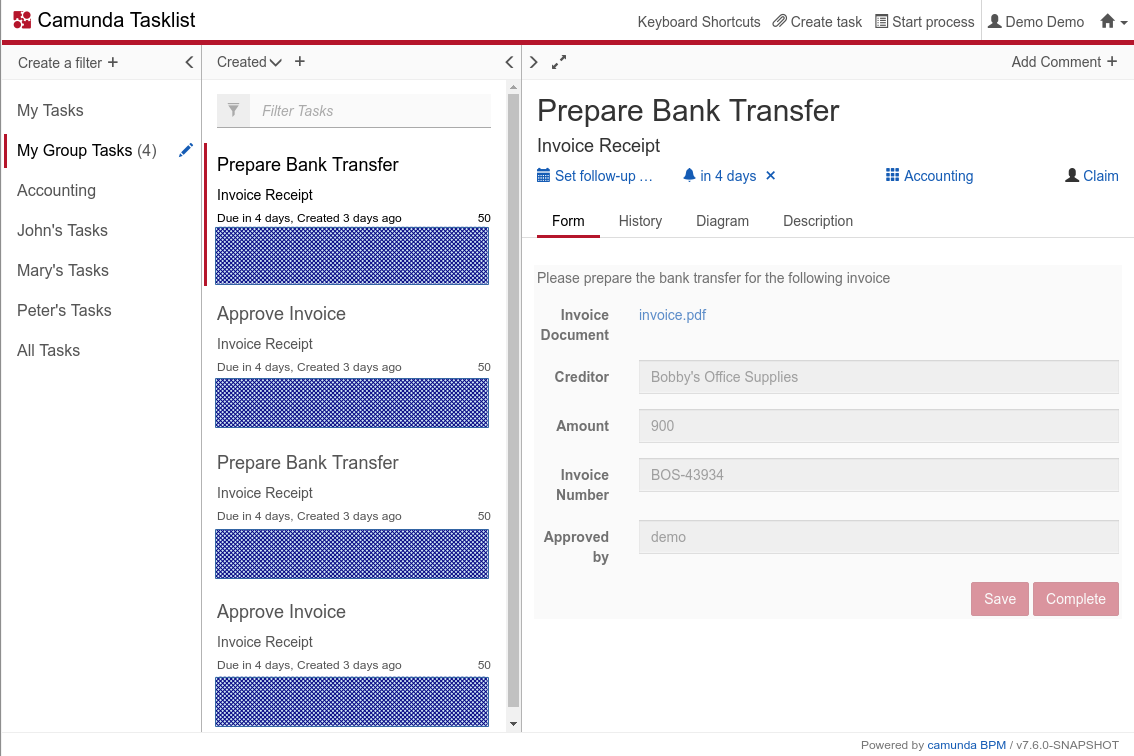 Camunda Tasklist
Keyboard Shortcuts Create task Start process Demo Demo
Create a filter +
My Tasks
My Group Tasks (4)
Accounting
John's Tasks
Mary's Tasks
Peter's Tasks
All Tasks
Created +
Filter Tasks
Prepare Bank Transfer
Invoice Receipt
Due in 4 days, Created 3 days ago 50
Approve Invoice
Invoice Receipt
Due in 4 days, Created 3 days ago 50
Prepare Bank Transfer
Invoice Receipt
Due in 4 days, Created 3 days ago 50
Approve Invoice
Invoice Receipt
Due in 4 days, Created 3 days ago 50
Add Comment +
Prepare Bank Transfer
Invoice Receipt
Set follow-up ... in 4 days × Accounting Claim
Form History Diagram Description
Please prepare the bank transfer for the following invoice
Invoice Document invoice.pdf
Creditor Bobby's Office Supplies
Amount 900
Invoice Number BOS-43934
Approved by demo
Save Complete
Powered by camunda BPM / v7.6.0-SNAPSHOT